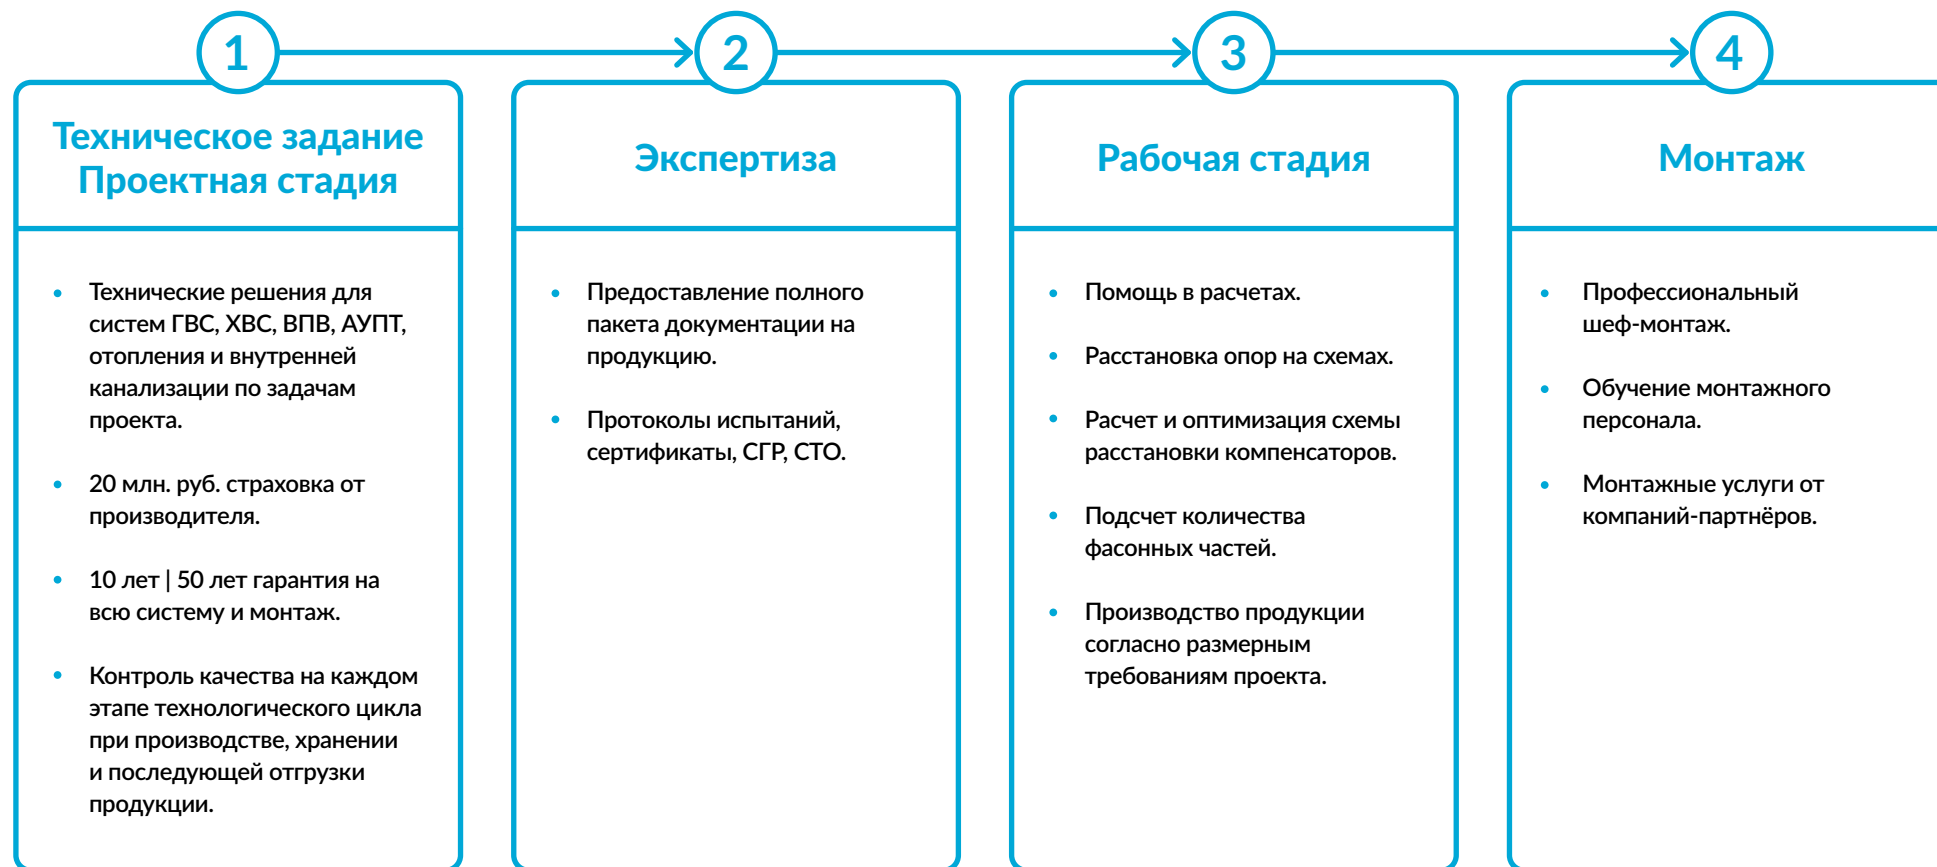 1
Техническое задание
Проектная стадия
• Технические решения для
систем ГВС, ХВС, ВПВ, АУПТ,
отопления и внутренней
канализации по задачам
проекта.
• 20 млн. руб. страховка от
производителя.
• 10 лет | 50 лет гарантия на
всю систему и монтаж.
• Контроль качества на каждом
этапе технологического цикла
при производстве, хранении
и последующей отгрузки
продукции.
2
Экспертиза
• Предоставление полного
пакета документации на
продукцию.
• Протоколы испытаний,
сертификаты, СГР, СТО.
3
Рабочая стадия
• Помощь в расчетах.
• Расстановка опор на схемах.
• Расчет и оптимизация схемы
расстановки компенсаторов.
• Подсчет количества
фасонных частей.
• Производство продукции
согласно размерным
требованиям проекта.
4
Монтаж
• Профессиональный
шеф-монтаж.
• Обучение монтажного
персонала.
• Монтажные услуги от
компаний-партнёров.